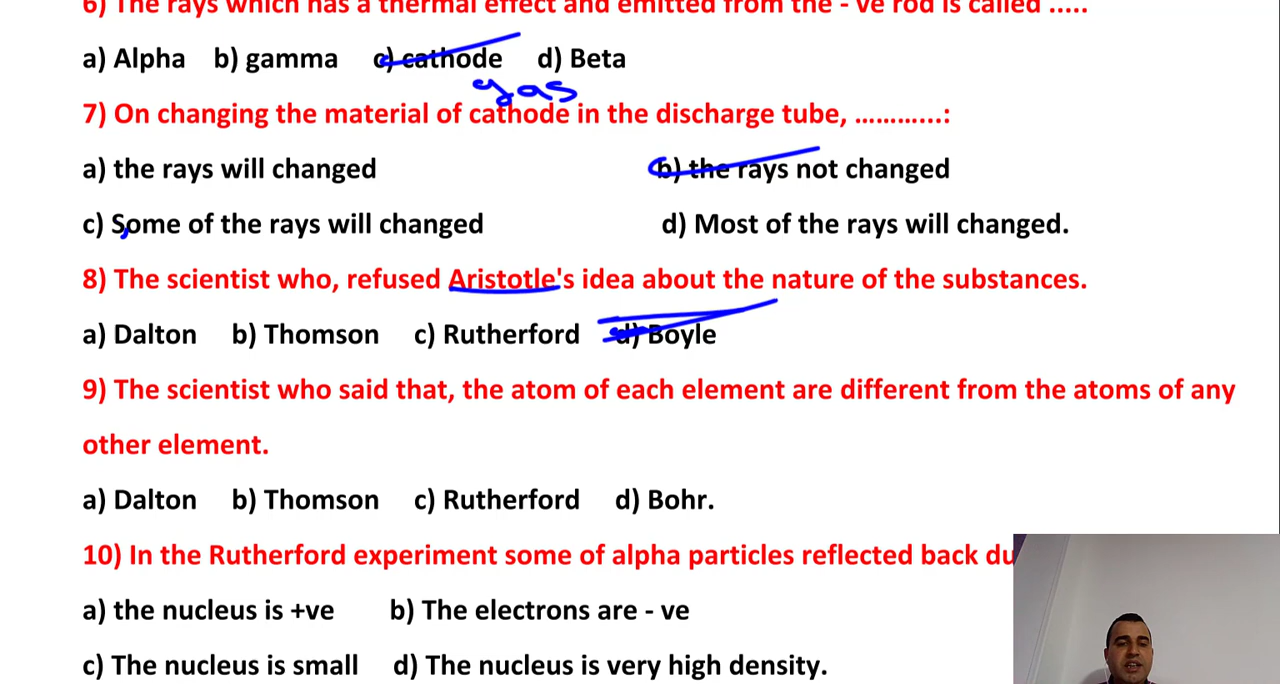 6) The rays which has a thermal effect and emitted from the - ve rod is called .....
a) Alpha b) gamma c) cathode d) Beta
gas
7) On changing the material of cathode in the discharge tube, ............:
a) the rays will changed b) the rays not changed
c) Some of the rays will changed d) Most of the rays will changed.
8) The scientist who, refused Aristotle's idea about the nature of the substances.
a) Dalton b) Thomson c) Rutherford d) Boyle
9) The scientist who said that, the atom of each element are different from the atoms of any
other element.
a) Dalton b) Thomson c) Rutherford d) Bohr.
10) In the Rutherford experiment some of alpha particles reflected back du
a) the nucleus is +ve b) The electrons are - ve
c) The nucleus is small d) The nucleus is very high density.